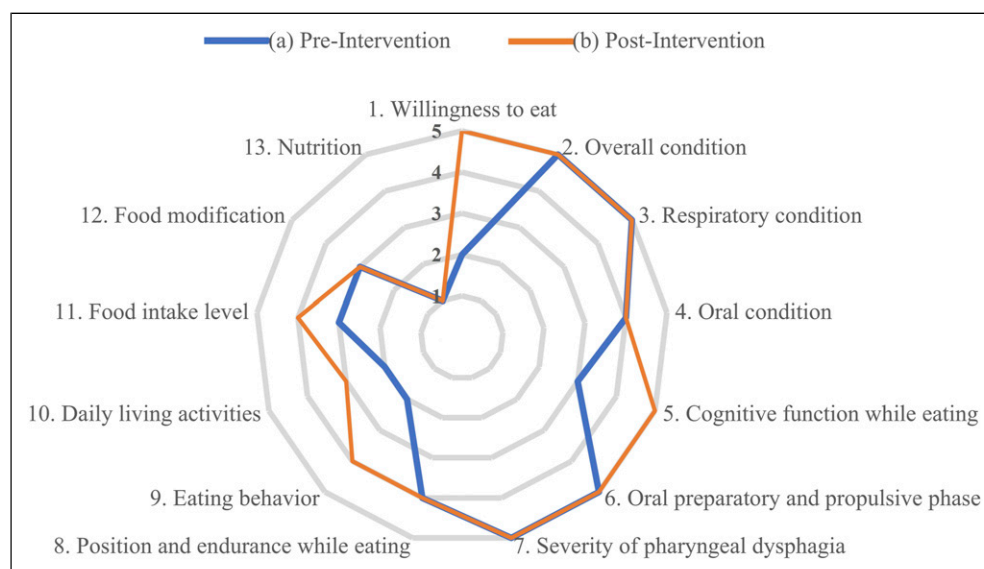 (a) Pre-Intervention (b) Post-Intervention
1. Willingness to eat
2. Overall condition
3. Respiratory condition
4. Oral condition
5. Cognitive function while eating
6. Oral preparatory and propulsive phase
7. Severity of pharyngeal dysphagia
8. Position and endurance while eating
9. Eating behavior
10. Daily living activities
11. Food intake level
12. Food modification
13. Nutrition
5
4
3
2
1